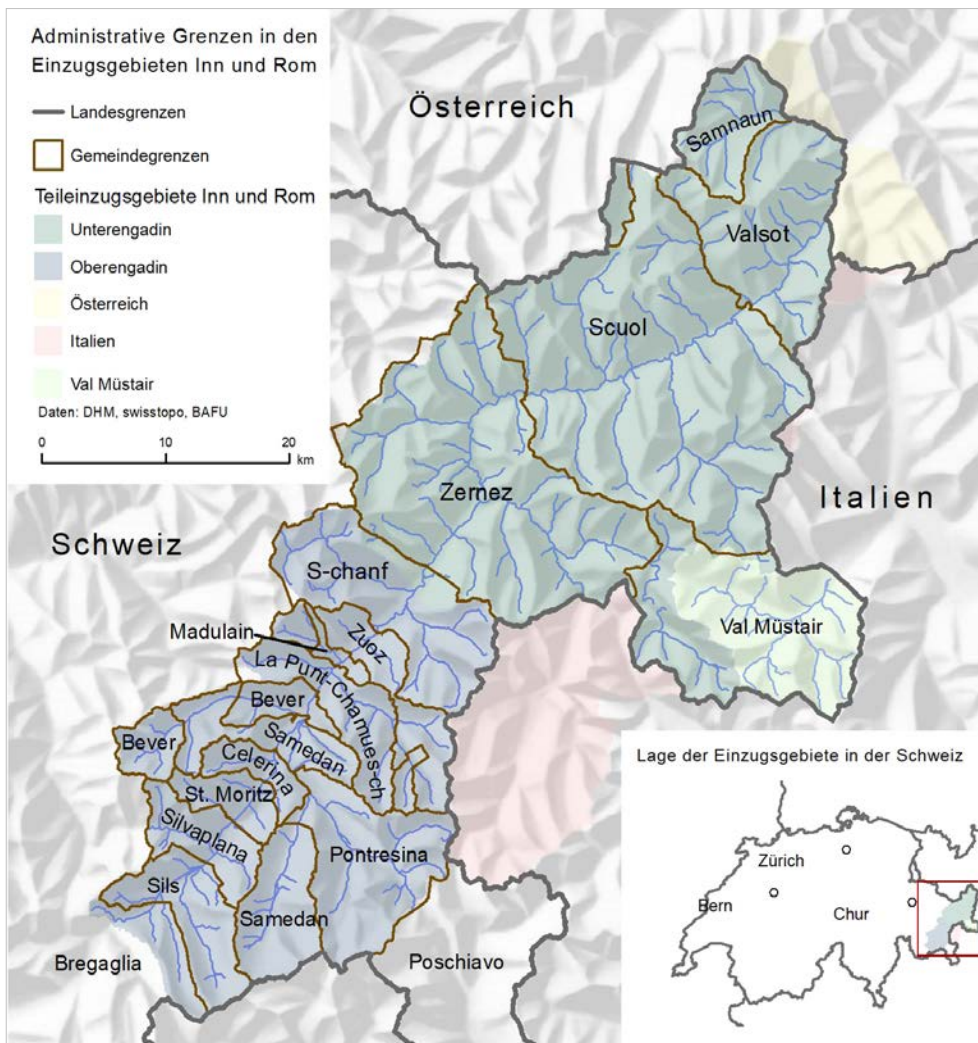 Administrative Grenzen in den
Einzugsgebieten Inn und Rom
Landesgrenzen
Gemeindegrenzen
Teileinzugsgebiete Inn und Rom
Unterengadin
Oberengadin
Österreich
Italien
Val Müstair
Daten: DHM, swisstopo, BAFU
0 10 20
km
Österreich
Samnaun
Valsot
Scuol
Zernez
Italien
Schweiz
S-chanf
Madulain
Zuoz
Val Müstair
La Punt-Chamues-ch
Bever
Bever
Samedan
Celerina
St. Moritz
Silvaplana
Pontresina
Sils
Samedan
Bregaglia
Poschiavo
Lage der Einzugsgebiete in der Schweiz
Zürich
Bern
Chur